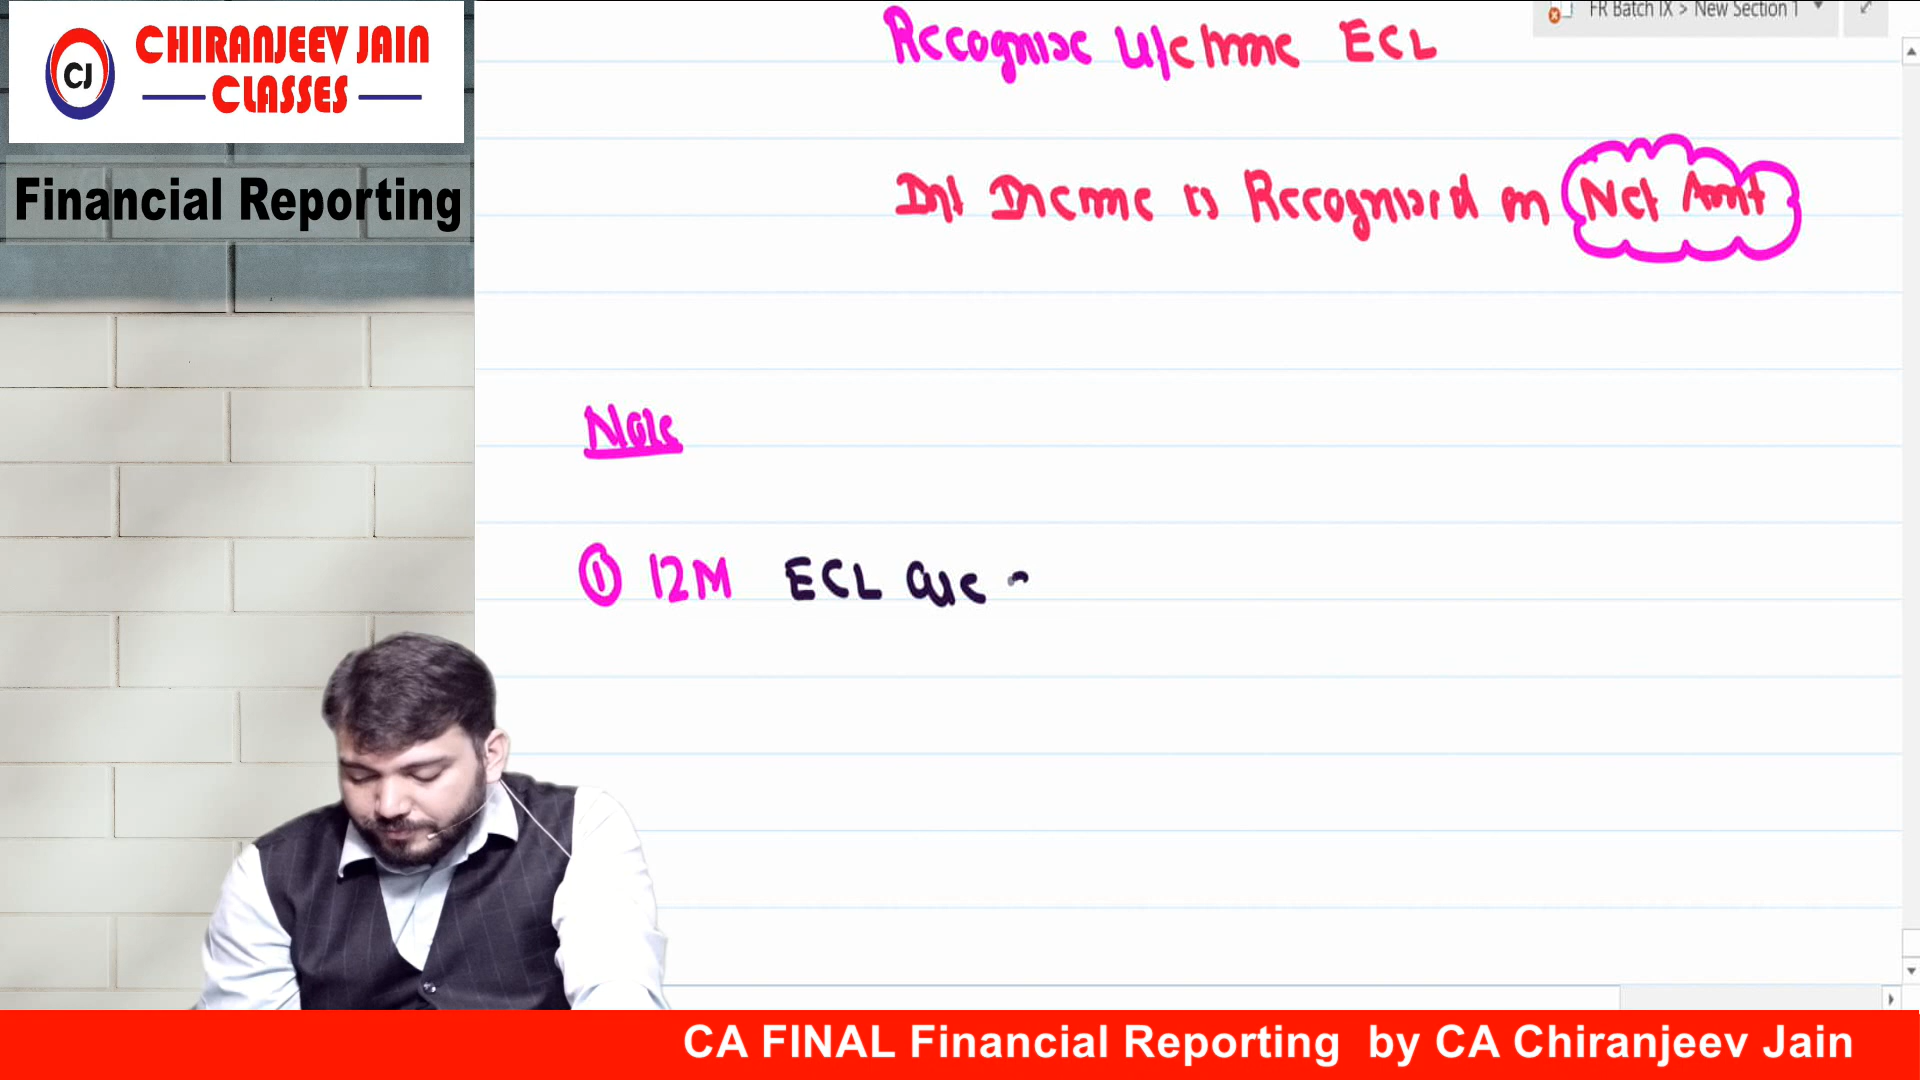 CHIRANJEEV JAIN
CJ
CLASSES
Financial Reporting
FR Batch IX > New Section 1
Recognise Lifetime ECL
Int Income is Recognised on Net Amt
Note
① 12M ECL are
CA FINAL Financial Reporting by CA Chiranjeev Jain